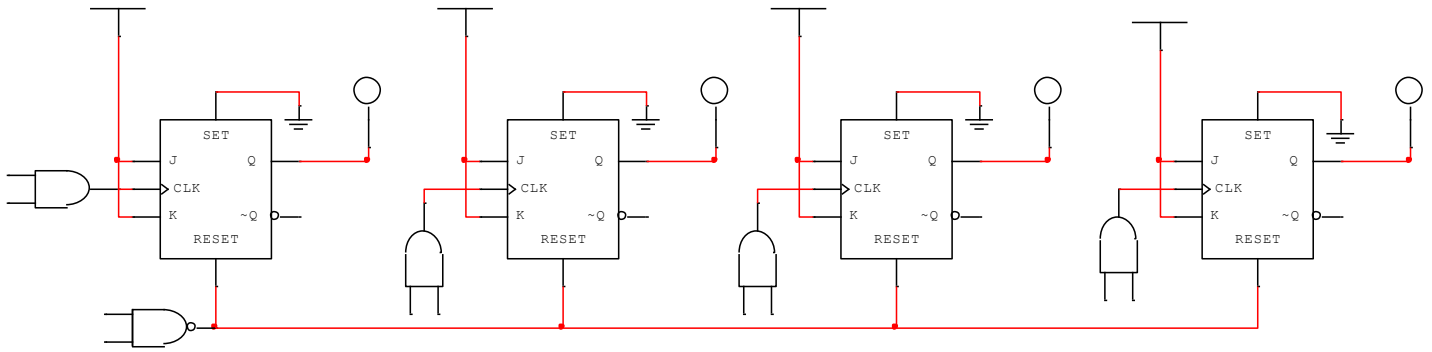 SET
J Q
CLK
K ~Q
RESET
SET
J Q
CLK
K ~Q
RESET
SET
J Q
CLK
K ~Q
RESET
SET
J Q
CLK
K ~Q
RESET